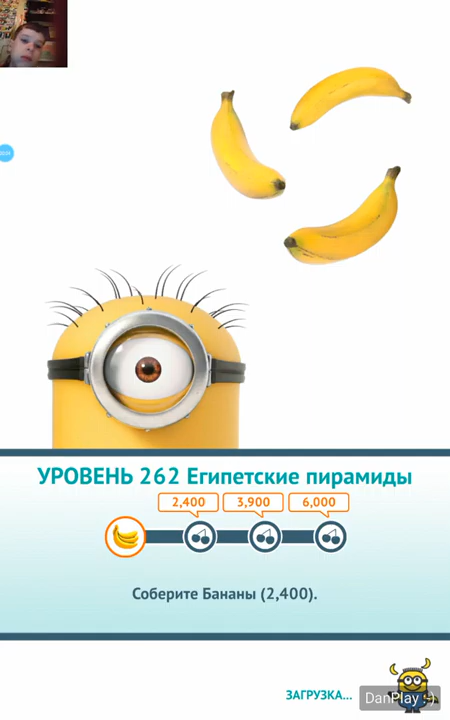 УРОВЕНЬ 262 Египетские пирамиды
2,400 3,900 6,000
Соберите Бананы (2,400).
ЗАГРУЗКА...
DanPlay :)